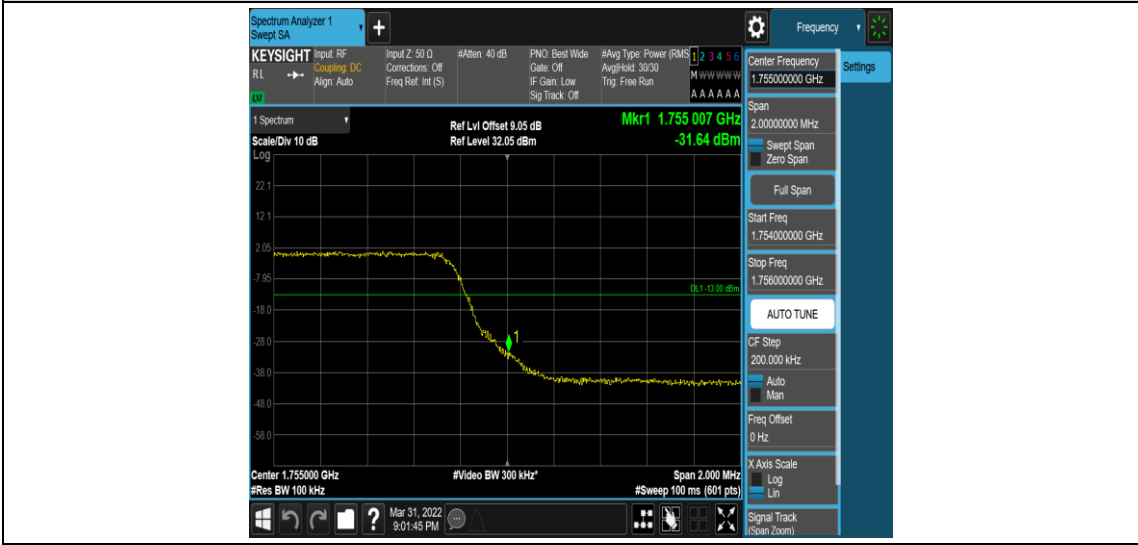 Spectrum Analyzer 1
Swept SA
+
Frequency
KEYSIGHT
RL
LXI
Input: RF
Coupling: DC
Align: Auto
Input Z: 50 Ω
Corrections: Off
Freq Ref: Int (S)
#Atten: 40 dB
PNO: Best Wide
Gate: Off
IF Gain: Low
Sig Track: Off
#Avg Type: Power (RMS
Avg|Hold: 30/30
Trig: Free Run
1 2 3 4 5 6
M W W W W W
A A A A A A
1 Spectrum
Scale/Div 10 dB
Log
Ref Lvl Offset 9.05 dB
Ref Level 32.05 dBm
Mkr1 1.755 007 GHz
-31.64 dBm
22.1
12.1
2.05
-7.95
DL1 -13.00 dBm
-18.0
1
-28.0
-38.0
-48.0
-58.0
Center 1.755000 GHz
#Res BW 100 kHz
#Video BW 300 kHz*
Span 2.000 MHz
#Sweep 100 ms (601 pts)
?
Mar 31, 2022
9:01:45 PM
Center Frequency
1.755000000 GHz
Settings
Span
2.00000000 MHz
Swept Span
Zero Span
Full Span
Start Freq
1.754000000 GHz
Stop Freq
1.756000000 GHz
AUTO TUNE
CF Step
200.000 kHz
Auto
Man
Freq Offset
0 Hz
X Axis Scale
Log
Lin
Signal Track
(Span Zoom)